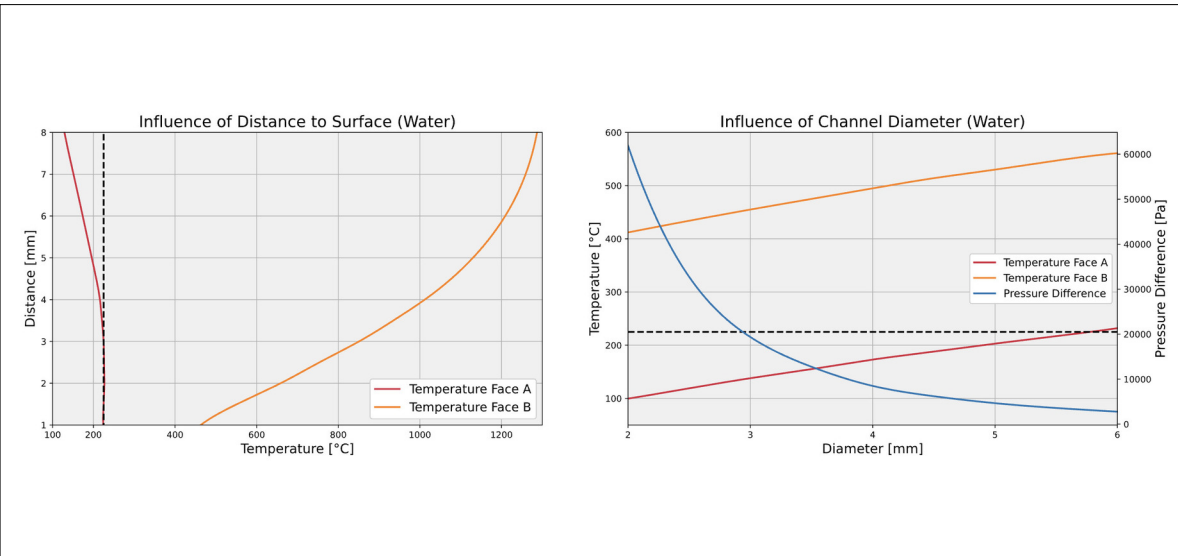 Influence of Distance to Surface (Water)
8
7
6
5
4
3
2
1
Distance [mm]
100 200 400 600 800 1000 1200
Temperature [°C]
Temperature Face A
Temperature Face B
Influence of Channel Diameter (Water)
600
500
400
300
200
100
Temperature [°C]
2 3 4 5 6
Diameter [mm]
Temperature Face A
Temperature Face B
Pressure Difference
60000
50000
40000
30000
20000
10000
0
Pressure Difference [Pa]